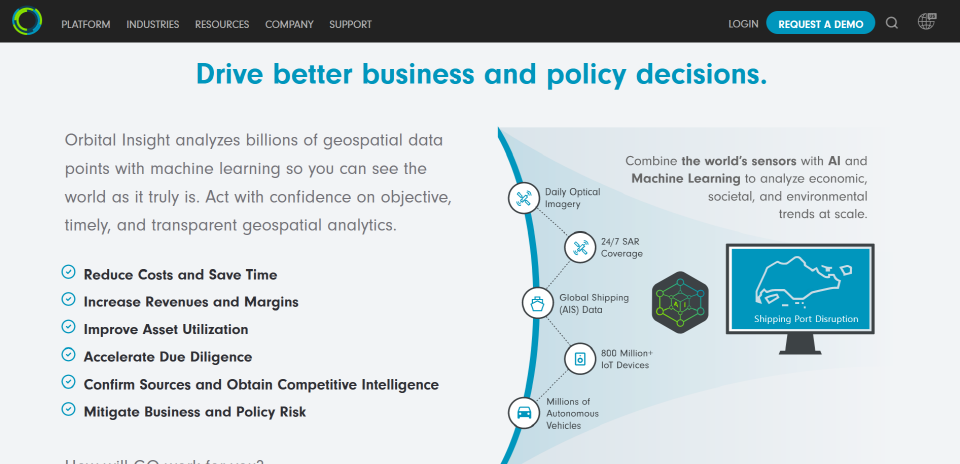 PLATFORM INDUSTRIES RESOURCES COMPANY SUPPORT LOGIN REQUEST A DEMO
Drive better business and policy decisions.
Orbital Insight analyzes billions of geospatial data
points with machine learning so you can see the
world as it truly is. Act with confidence on objective,
timely, and transparent geospatial analytics.
Reduce Costs and Save Time
Increase Revenues and Margins
Improve Asset Utilization
Accelerate Due Diligence
Confirm Sources and Obtain Competitive Intelligence
Mitigate Business and Policy Risk
Combine the world's sensors with AI and
Machine Learning to analyze economic,
societal, and environmental
trends at scale.
Daily Optical
Imagery
24/7 SAR
Coverage
Global Shipping
(AIS) Data
800 Million+
IoT Devices
Millions of
Autonomous
Vehicles
AI
Shipping Port Disruption